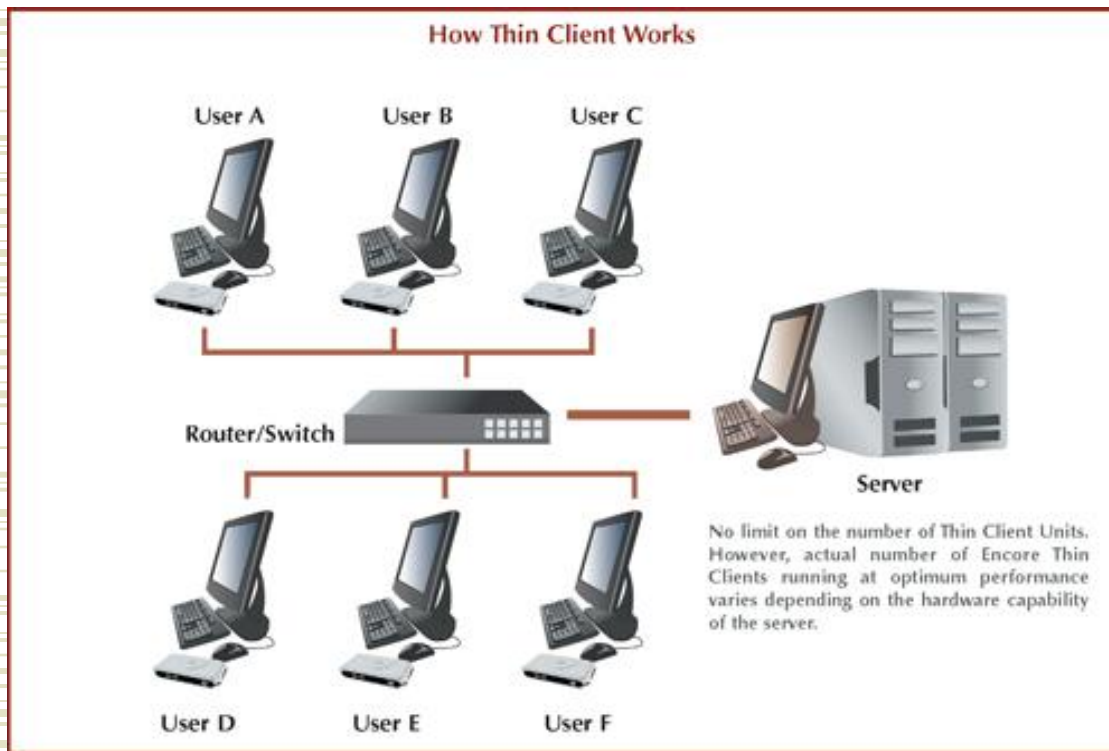 How Thin Client Works
User A
User B
User C
Router/Switch
Server
No limit on the number of Thin Client Units.
However, actual number of Encore Thin
Clients running at optimum performance
varies depending on the hardware capability
of the server.
User D
User E
User F